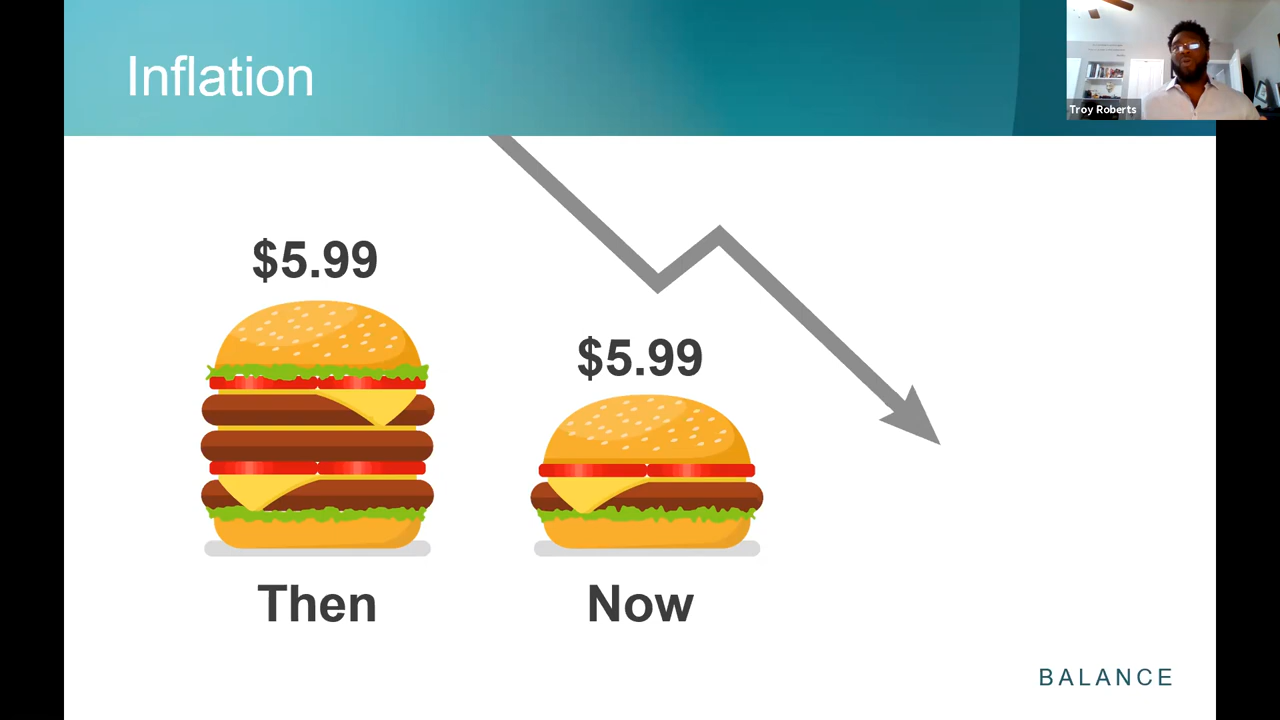 Inflation
Troy Roberts
$5.99
$5.99
Then
Now
BALANCE